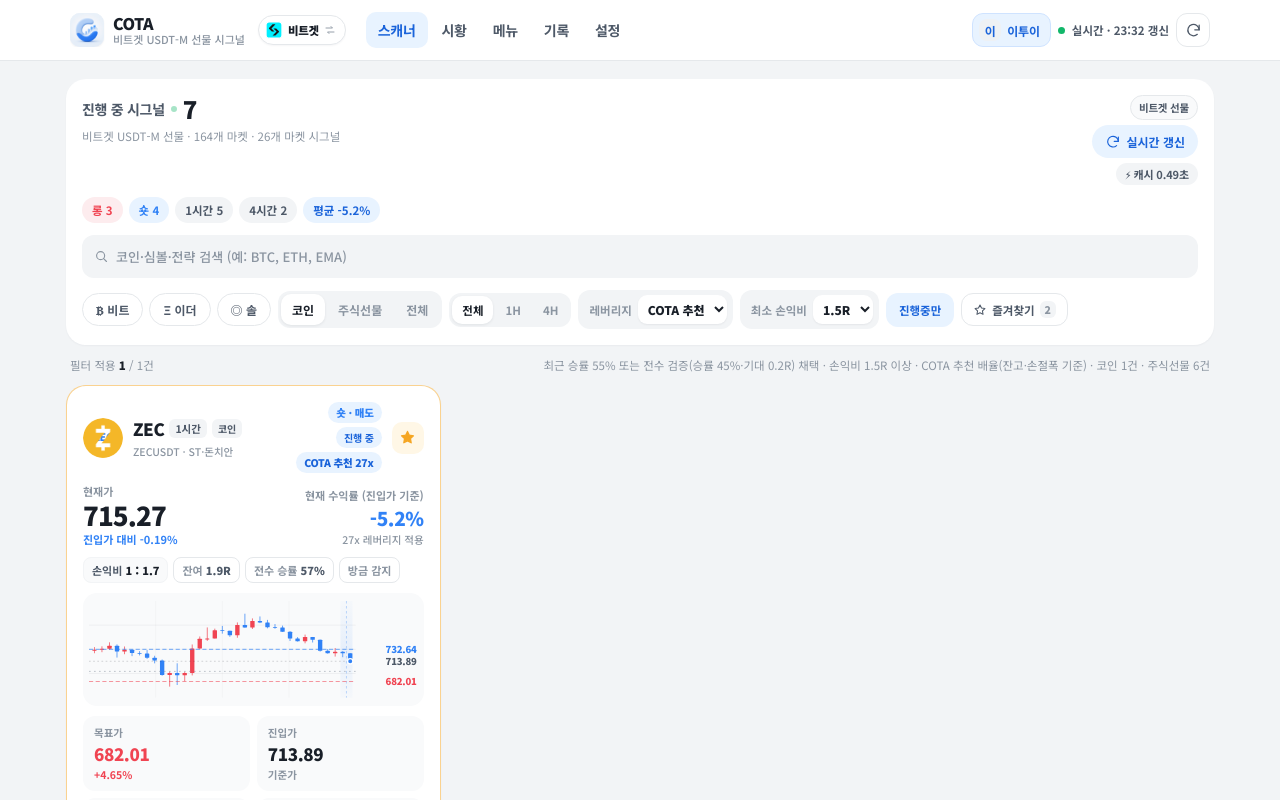 COTA
비트겟 USDT-M 선물 시그널
비트겟
스캐너
시황
메뉴
기록
설정
이 이투이
실시간 · 23:32 갱신
진행 중 시그널 7
비트겟 USDT-M 선물 · 164개 마켓 · 26개 마켓 시그널
비트겟 선물
실시간 갱신
⚡ 캐시 0.49초
롱 3
숏 4
1시간 5
4시간 2
평균 -5.2%
코인·심볼·전략 검색 (예: BTC, ETH, EMA)
₿ 비트
Ξ 이더
◎ 솔
코인
주식선물
전체
전체
1H
4H
레버리지 COTA 추천
최소 손익비 1.5R
진행중만
즐겨찾기 2
필터 적용 1 / 1건
최근 승률 55% 또는 전수 검증(승률 45%·기대 0.2R) 채택 · 손익비 1.5R 이상 · COTA 추천 배율(잔고·손절폭 기준) · 코인 1건 · 주식선물 6건
ZEC 1시간 코인
ZECUSDT · ST·돈치안
숏 · 매도
진행 중
COTA 추천 27x
현재가
715.27
진입가 대비 -0.19%
현재 수익률 (진입가 기준)
-5.2%
27x 레버리지 적용
손익비 1 : 1.7
잔여 1.9R
전수 승률 57%
방금 감지
732.64
713.89
682.01
목표가
682.01
+4.65%
진입가
713.89
기준가